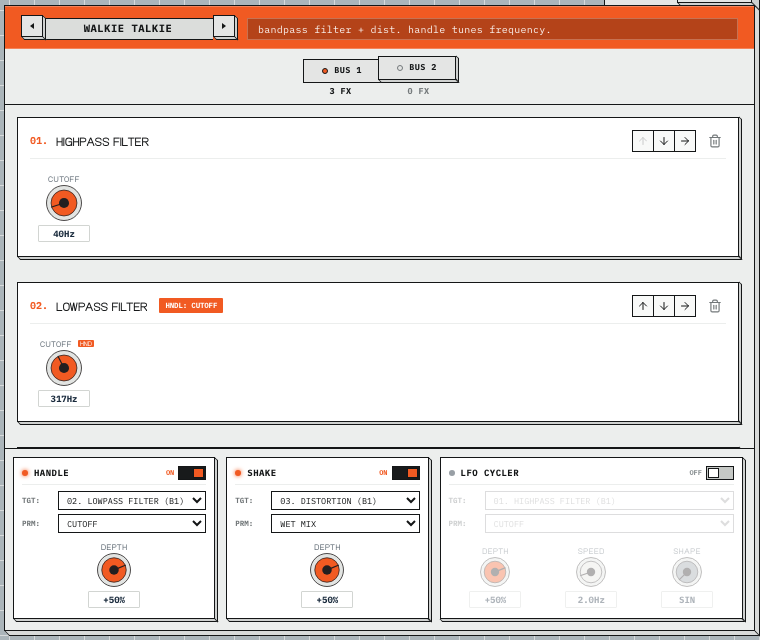 WALKIE TALKIE
bandpass filter + dist. handle tunes frequency.
BUS 1
BUS 2
3 FX
0 FX
01. HIGHPASS FILTER
CUTOFF
40Hz
02. LOWPASS FILTER HNDL: CUTOFF
CUTOFF HND
317Hz
HANDLE ON
TGT: 02. LOWPASS FILTER (B1)
PRM: CUTOFF
DEPTH
+50%
SHAKE ON
TGT: 03. DISTORTION (B1)
PRM: WET MIX
DEPTH
+50%
LFO CYCLER OFF
TGT: 01. HIGHPASS FILTER (B1)
PRM: CUTOFF
DEPTH SPEED SHAPE
+50% 2.0Hz SIN